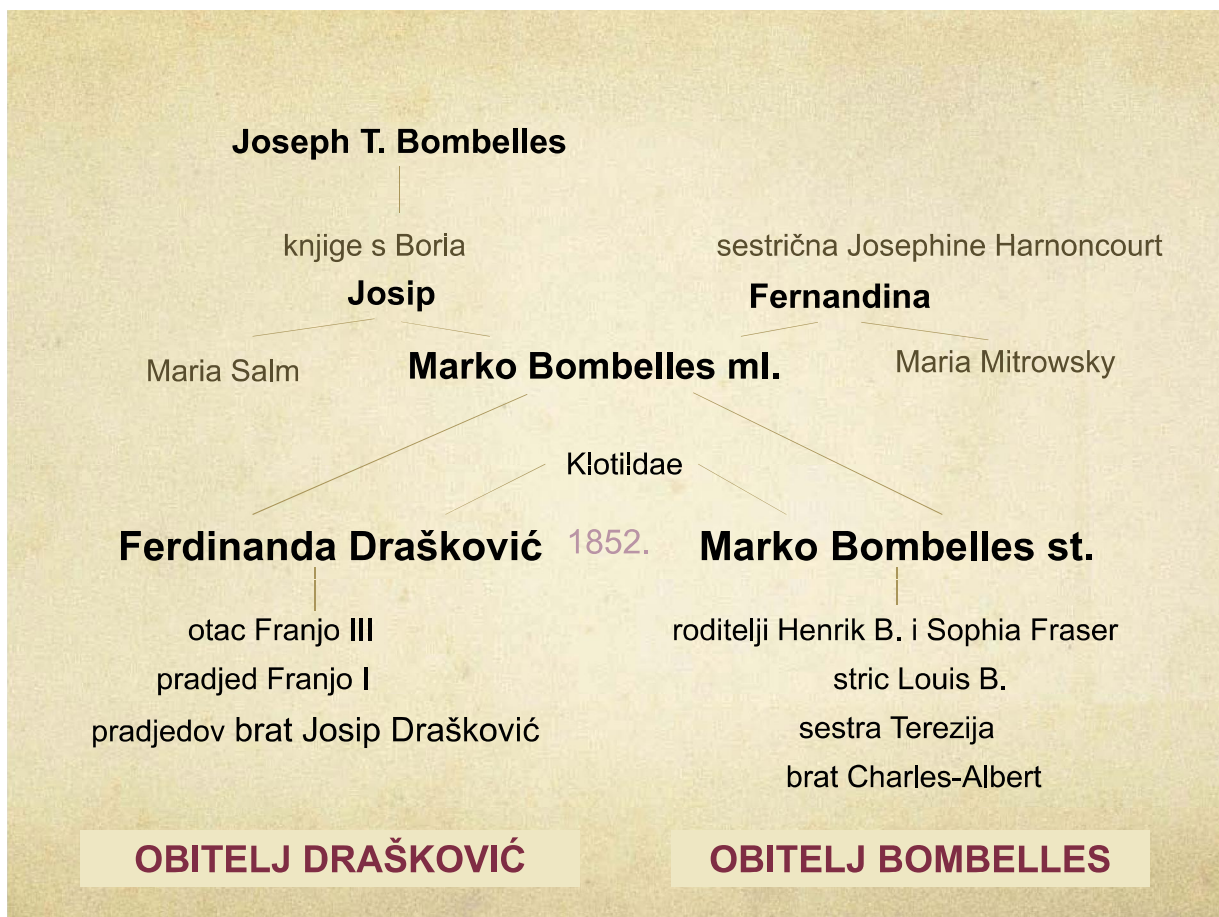 Joseph T. Bombelles
knjige s Borla
sestrična Josephine Harnoncourt
Josip
Fernandina
Maria Salm
Marko Bombelles ml.
Maria Mitrowsky
Klotildae
Ferdinanda Drašković
1852.
Marko Bombelles st.
otac Franjo III
roditelji Henrik B. i Sophia Fraser
pradjed Franjo I
stric Louis B.
pradjedov brat Josip Drašković
sestra Terezija
brat Charles-Albert
OBITELJ DRAŠKOVIĆ
OBITELJ BOMBELLES